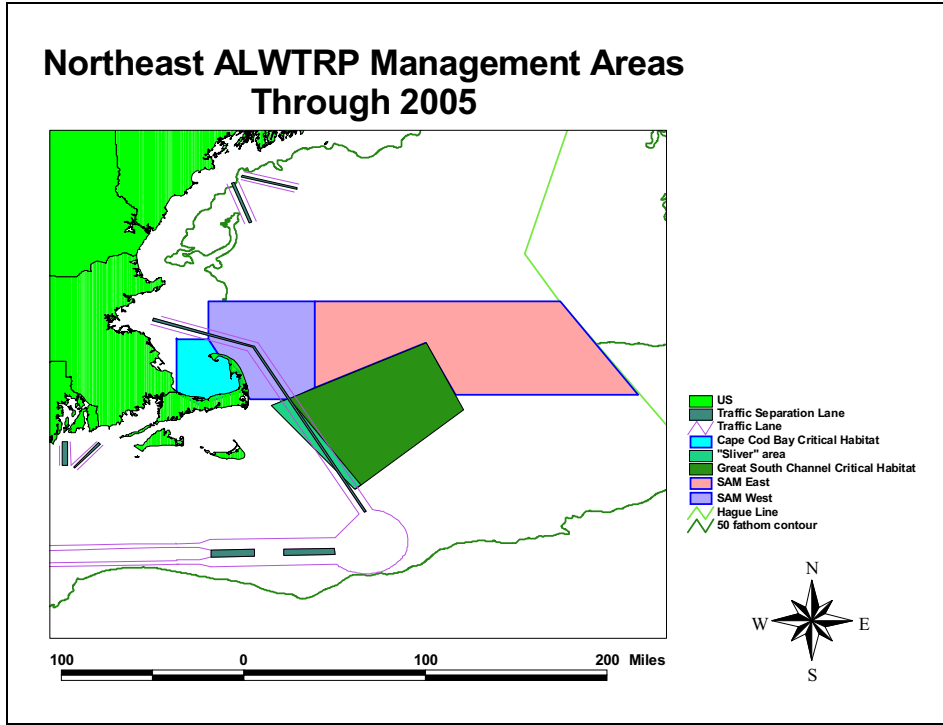 Northeast ALWTRP Management Areas
Through 2005
US
Traffic Separation Lane
Traffic Lane
Cape Cod Bay Critical Habitat
"Sliver" area
Great South Channel Critical Habitat
SAM East
SAM West
Hague Line
50 fathom contour
N
W E
S
100 0 100 200 Miles